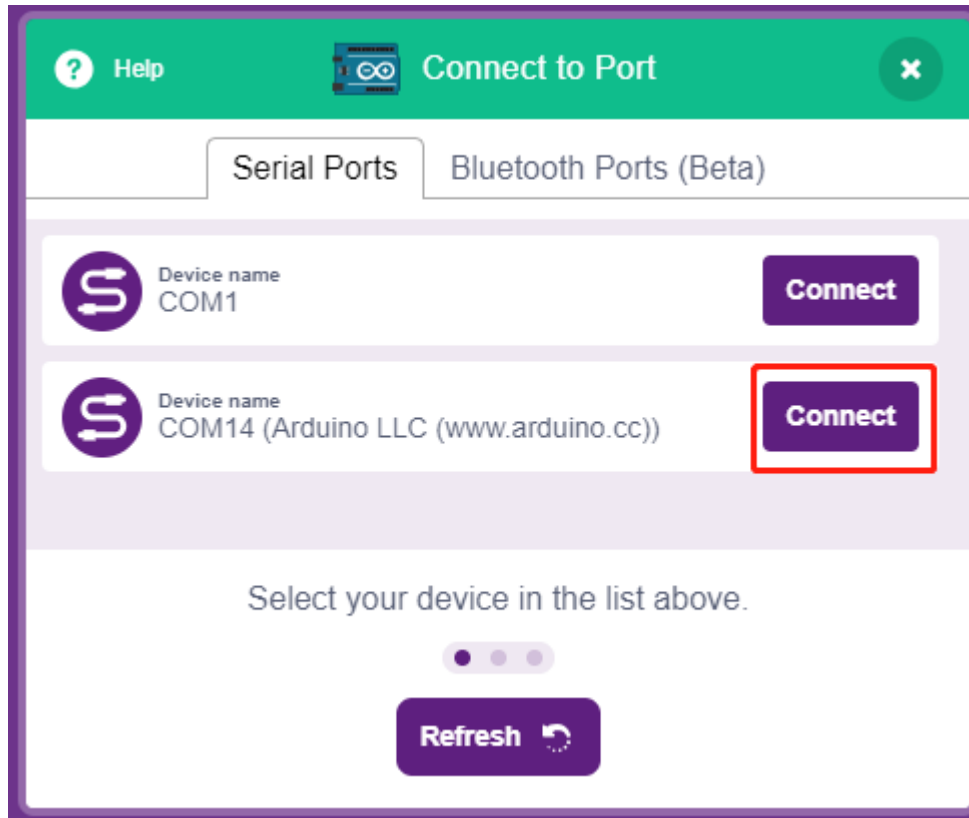 Help
Connect to Port
Serial Ports
Bluetooth Ports (Beta)
Device name
COM1
Connect
Device name
COM14 (Arduino LLC (www.arduino.cc))
Connect
Select your device in the list above.
Refresh